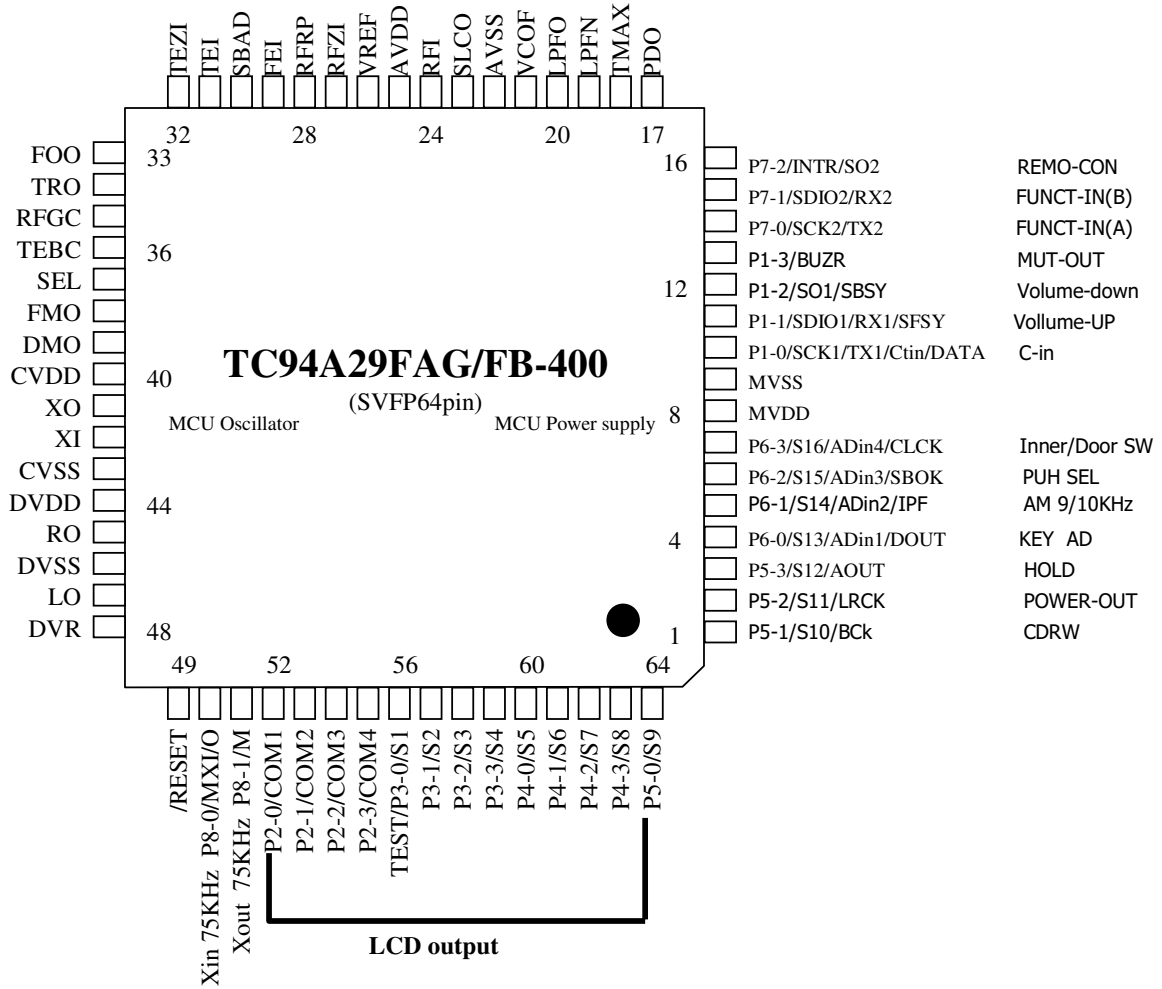 TEZI
TEI
SBAD
FEI
RFRP
RFZI
VREF
AVDD
RFI
SLCO
AVSS
VCOF
LPFO
LPFN
TMAX
PDO
32 28 24 20 17
FOO 33
TRO
RFGC
TEBC 36
SEL
FMO
DMO
CVDD 40
XO
XI
CVSS
DVDD 44
RO
DVSS
LO
DVR 48
TC94A29FAG/FB-400
(SVFP64pin)
MCU Oscillator MCU Power supply
16 P7-2/INTR/SO2 REMO-CON
P7-1/SDIO2/RX2 FUNCT-IN(B)
P7-0/SCK2/TX2 FUNCT-IN(A)
P1-3/BUZR MUT-OUT
12 P1-2/SO1/SBSY Volume-down
P1-1/SDIO1/RX1/SFSY Vollume-UP
P1-0/SCK1/TX1/Ctin/DATA C-in
MVSS
8 MVDD
P6-3/S16/ADin4/CLCK Inner/Door SW
P6-2/S15/ADin3/SBOK PUH SEL
P6-1/S14/ADin2/IPF AM 9/10KHz
4 P6-0/S13/ADin1/DOUT KEY AD
P5-3/S12/AOUT HOLD
P5-2/S11/LRCK POWER-OUT
1 P5-1/S10/BCk CDRW
49 52 56 60 64
/RESET
Xin 75KHz P8-0/MXI/O
Xout 75KHz P8-1/M
P2-0/COM1
P2-1/COM2
P2-2/COM3
P2-3/COM4
TEST/P3-0/S1
P3-1/S2
P3-2/S3
P3-3/S4
P4-0/S5
P4-1/S6
P4-2/S7
P4-3/S8
P5-0/S9
LCD output